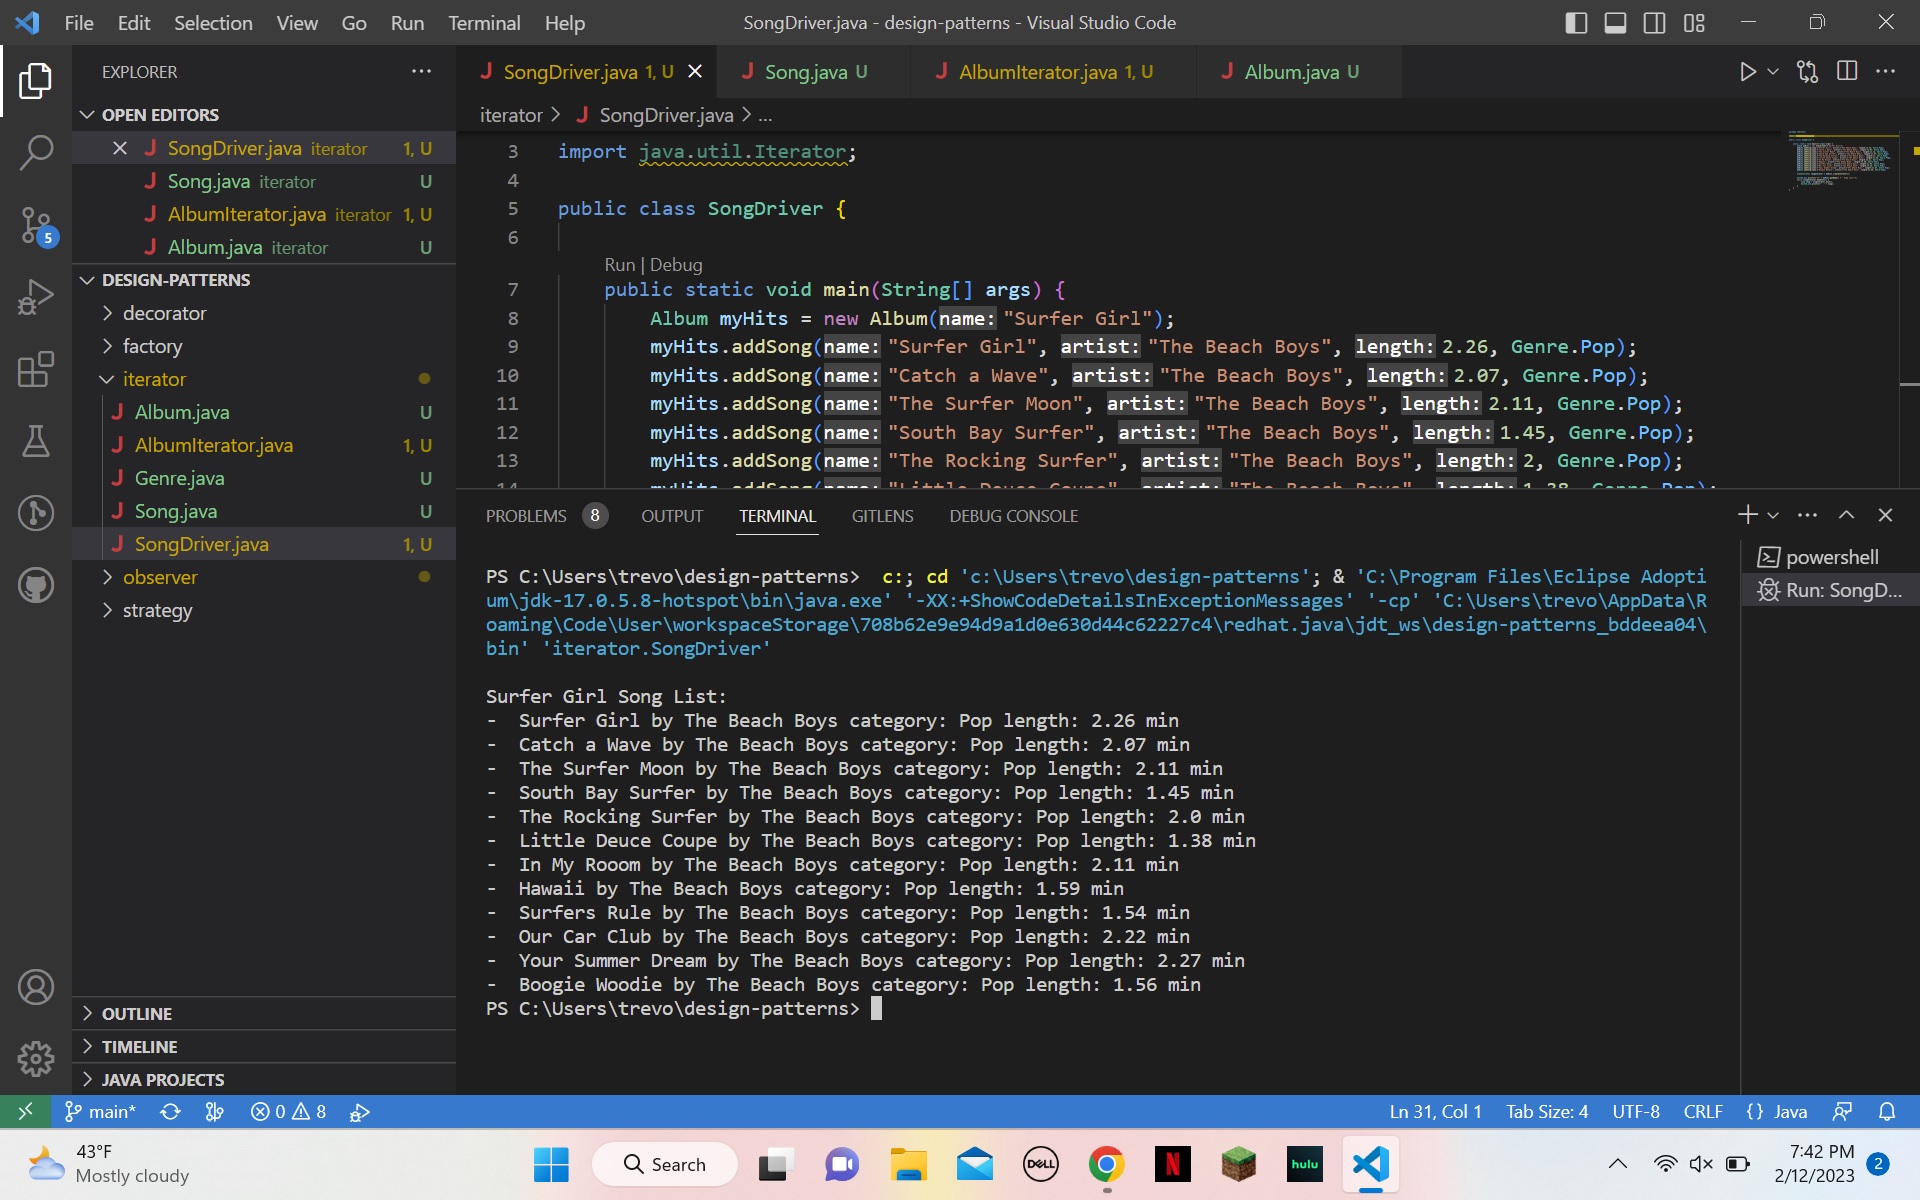 File Edit Selection View Go Run Terminal Help
SongDriver.java - design-patterns - Visual Studio Code
EXPLORER
OPEN EDITORS
SongDriver.java iterator 1, U
Song.java iterator U
AlbumIterator.java iterator 1, U
Album.java iterator U
DESIGN-PATTERNS
decorator
factory
iterator
Album.java U
AlbumIterator.java 1, U
Genre.java U
Song.java U
SongDriver.java 1, U
observer
strategy
OUTLINE
TIMELINE
JAVA PROJECTS
5
SongDriver.java 1, U
Song.java U
AlbumIterator.java 1, U
Album.java U
iterator > SongDriver.java > ...
3 import java.util.Iterator;
4
5 public class SongDriver {
6
Run | Debug
7 public static void main(String[] args) {
8 Album myHits = new Album(name: "Surfer Girl");
9 myHits.addSong(name: "Surfer Girl", artist: "The Beach Boys", length: 2.26, Genre.Pop);
10 myHits.addSong(name: "Catch a Wave", artist: "The Beach Boys", length: 2.07, Genre.Pop);
11 myHits.addSong(name: "The Surfer Moon", artist: "The Beach Boys", length: 2.11, Genre.Pop);
12 myHits.addSong(name: "South Bay Surfer", artist: "The Beach Boys", length: 1.45, Genre.Pop);
13 myHits.addSong(name: "The Rocking Surfer", artist: "The Beach Boys", length: 2, Genre.Pop);
14 myHits.addSong(name: "Little Deuce Coupe", artist: "The Beach Boys", length: 1.38, Genre.Pop);
PROBLEMS 8 OUTPUT TERMINAL GITLENS DEBUG CONSOLE
PS C:\Users\trevo\design-patterns> c:; cd 'c:\Users\trevo\design-patterns'; & 'C:\Program Files\Eclipse Adopti
um\jdk-17.0.5.8-hotspot\bin\java.exe' '-XX:+ShowCodeDetailsInExceptionMessages' '-cp' 'C:\Users\trevo\AppData\R
oaming\Code\User\workspaceStorage\708b62e9e94d9a1d0e630d44c62227c4\redhat.java\jdt_ws\design-patterns_bddeea04\
bin' 'iterator.SongDriver'
Surfer Girl Song List:
- Surfer Girl by The Beach Boys category: Pop length: 2.26 min
- Catch a Wave by The Beach Boys category: Pop length: 2.07 min
- The Surfer Moon by The Beach Boys category: Pop length: 2.11 min
- South Bay Surfer by The Beach Boys category: Pop length: 1.45 min
- The Rocking Surfer by The Beach Boys category: Pop length: 2.0 min
- Little Deuce Coupe by The Beach Boys category: Pop length: 1.38 min
- In My Rooom by The Beach Boys category: Pop length: 2.11 min
- Hawaii by The Beach Boys category: Pop length: 1.59 min
- Surfers Rule by The Beach Boys category: Pop length: 1.54 min
- Our Car Club by The Beach Boys category: Pop length: 2.22 min
- Your Summer Dream by The Beach Boys category: Pop length: 2.27 min
- Boogie Woodie by The Beach Boys category: Pop length: 1.56 min
PS C:\Users\trevo\design-patterns>
powershell
Run: SongD...
main* 0 8
Ln 31, Col 1 Tab Size: 4 UTF-8 CRLF {} Java
43°F
Mostly cloudy
Search
DELL
N
hulu
7:42 PM
2/12/2023
2